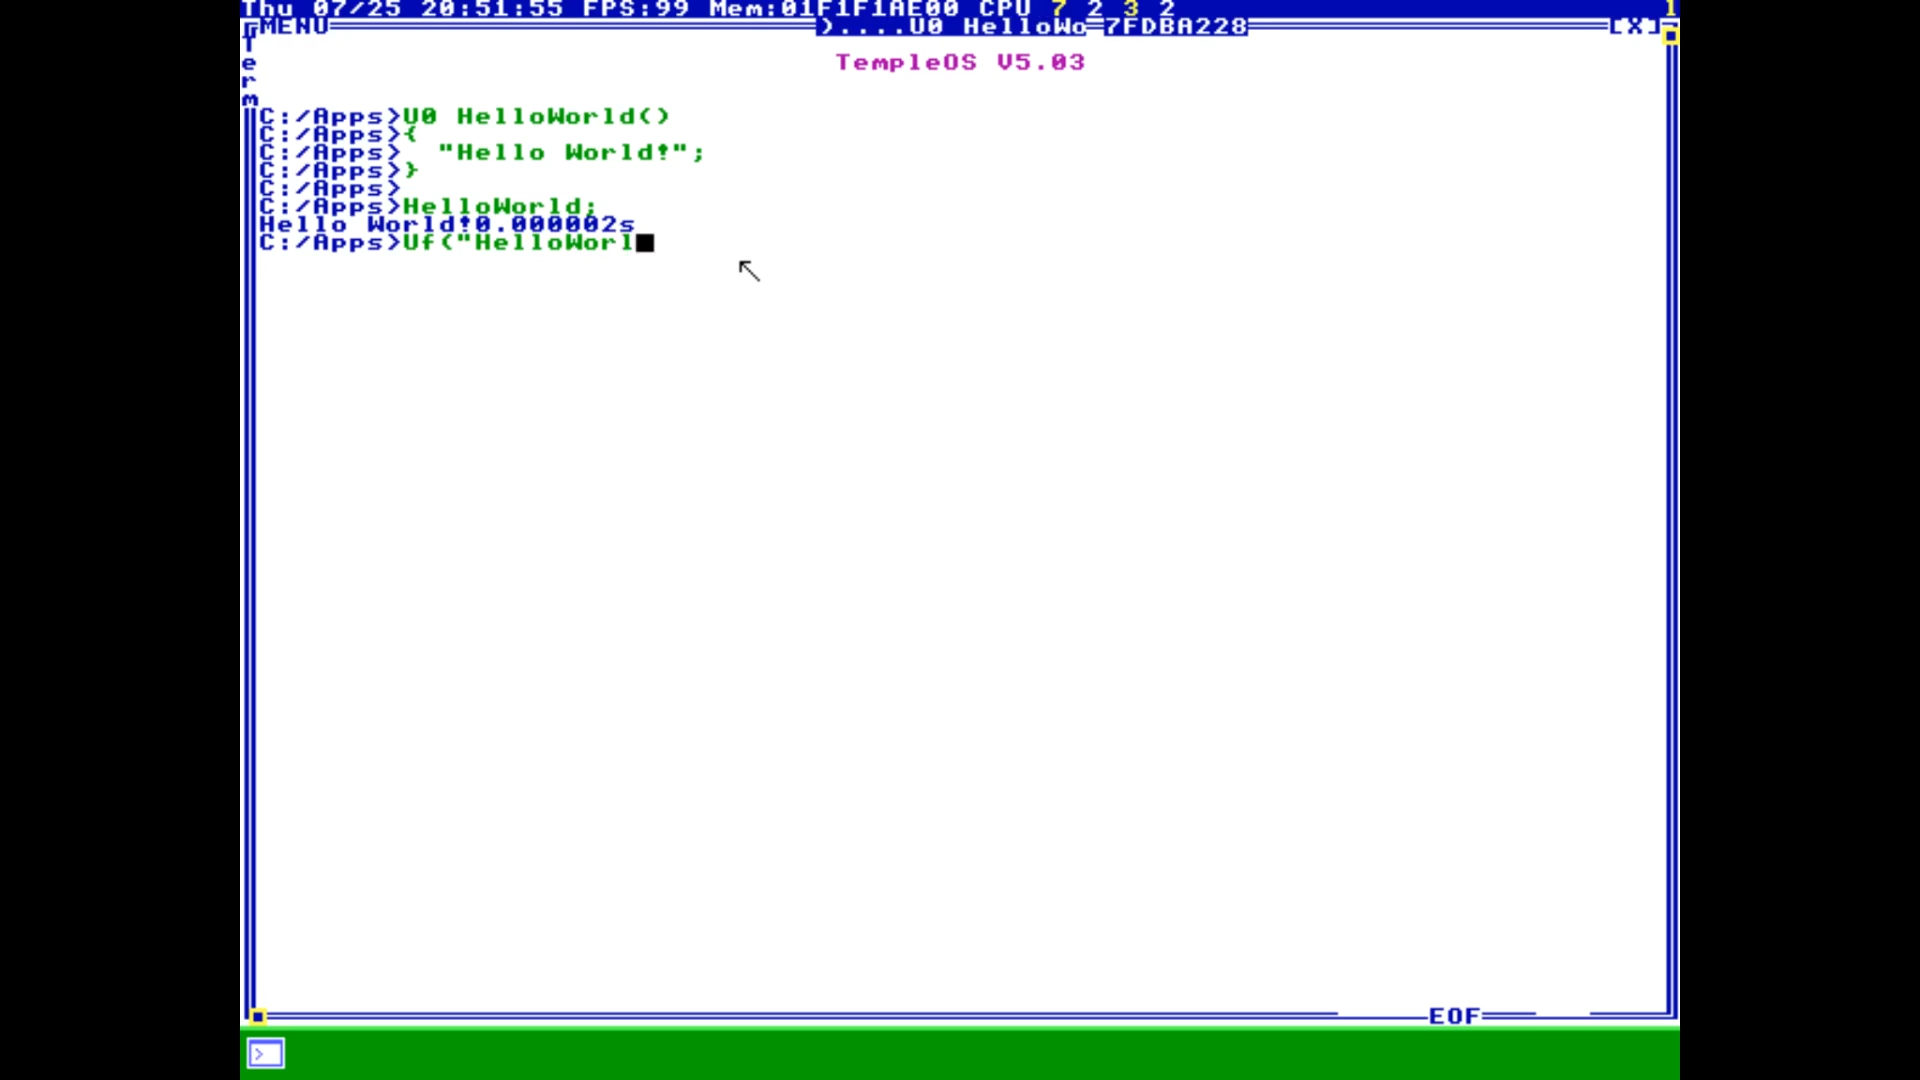 Thu 07/25 20:51:55 FPS:99 Mem:01F1F1AE00 CPU 7 2 3 2 1
MENU )....U0 HelloWo 7FDBA228 [X]
Term
TempleOS V5.03
C:/Apps>U0 HelloWorld()
C:/Apps>{
C:/Apps>  "Hello World!";
C:/Apps>}
C:/Apps>
C:/Apps>HelloWorld;
Hello World!0.000002s
C:/Apps>Uf("HelloWorl
EOF
>